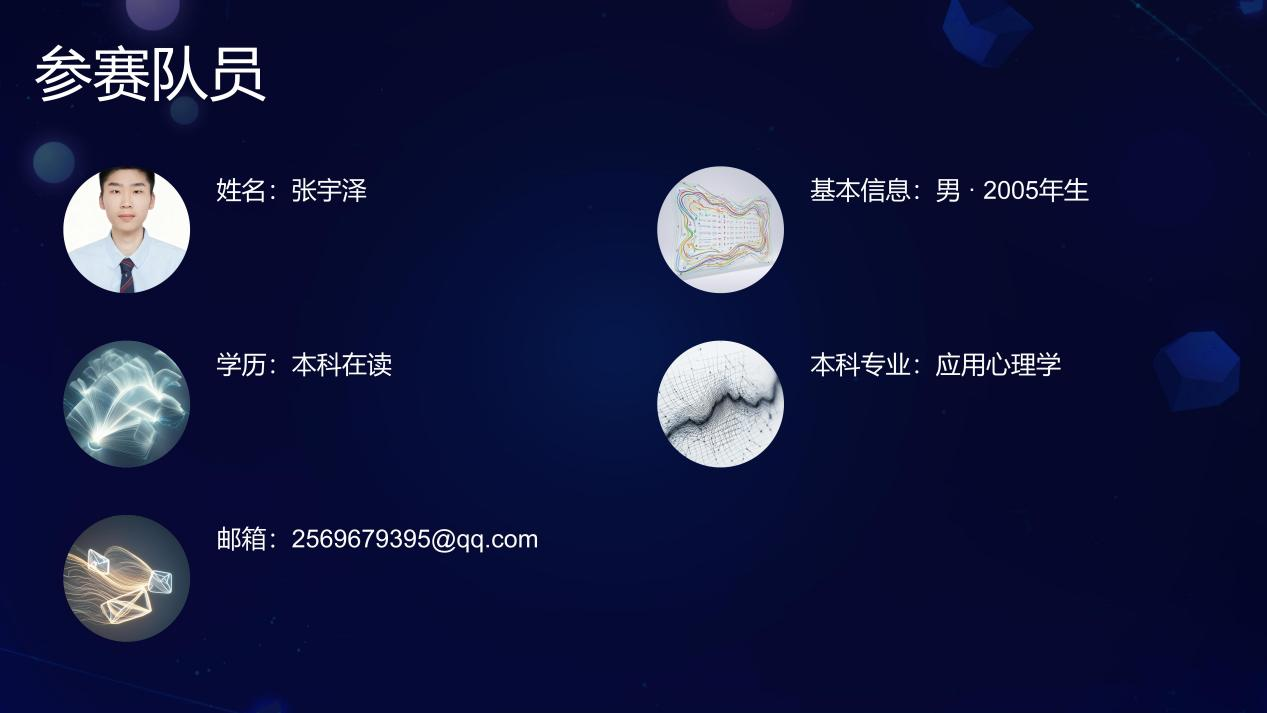 参赛队员
姓名：张宇泽
基本信息：男 · 2005年生
学历：本科在读
本科专业：应用心理学
邮箱：2569679395@qq.com